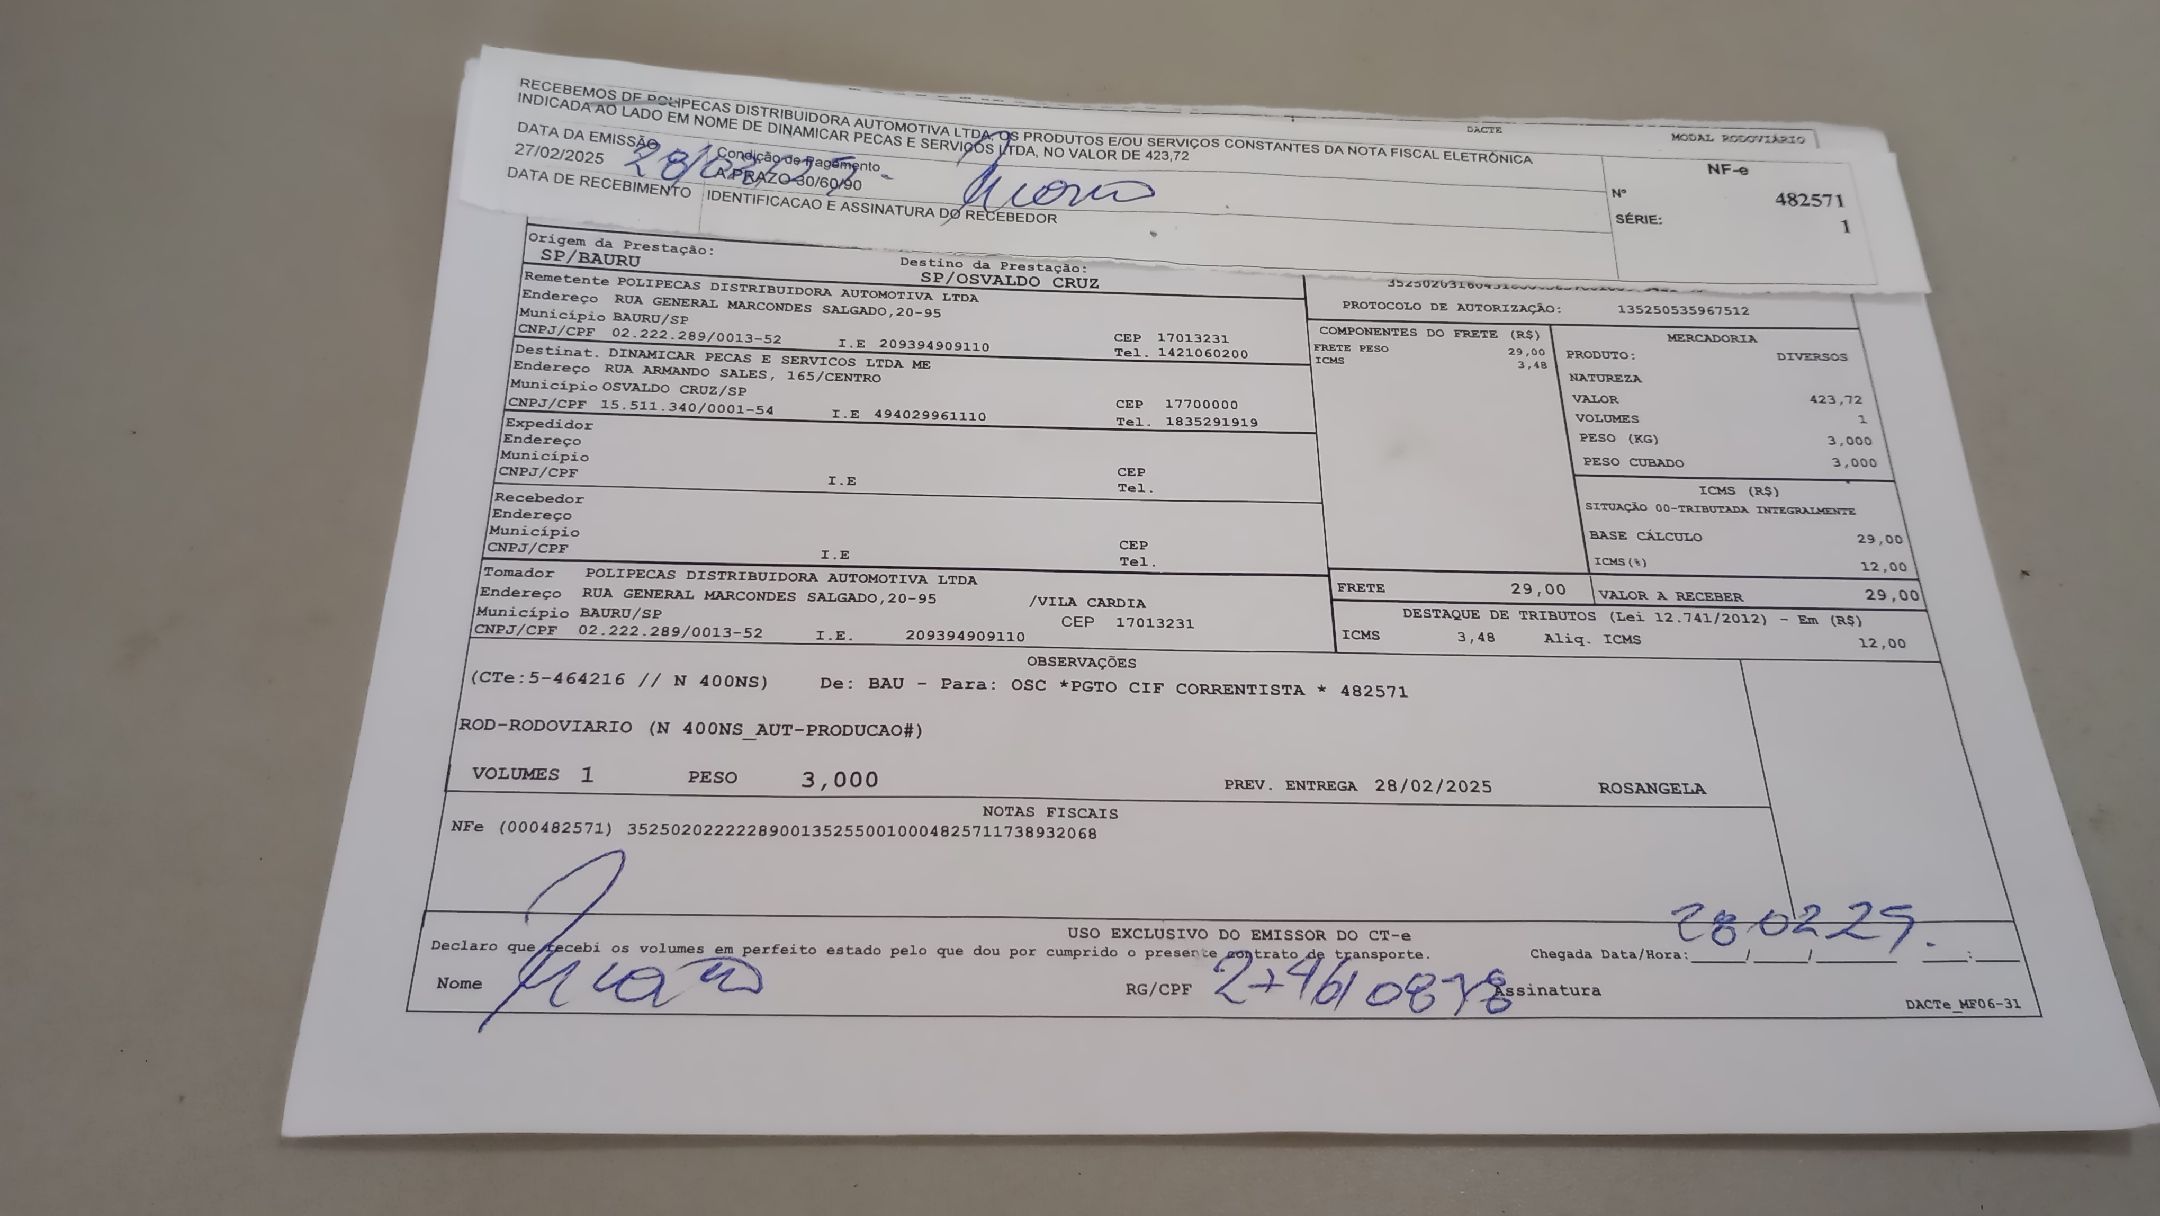 RECEBEMOS DE POLIPECAS DISTRIBUIDORA AUTOMOTIVA LTDA OS PRODUTOS E/OU SERVIÇOS CONSTANTES DA NOTA FISCAL ELETRÔNICA
INDICADA AO LADO EM NOME DE DINAMICAR PECAS E SERVICOS LTDA, NO VALOR DE 423,72
DACTE
MODAL RODOVIÁRIO
DATA DA EMISSÃO Condição de Pagamento
27/02/2025 A PRAZO 30/60/90
DATA DE RECEBIMENTO IDENTIFICACAO E ASSINATURA DO RECEBEDOR
NF-e
Nº 482571
SÉRIE: 1
Origem da Prestação: Destino da Prestação:
SP/BAURU SP/OSVALDO CRUZ
Remetente POLIPECAS DISTRIBUIDORA AUTOMOTIVA LTDA
Endereço RUA GENERAL MARCONDES SALGADO,20-95
Município BAURU/SP CEP 17013231
CNPJ/CPF 02.222.289/0013-52 I.E 209394909110 Tel. 1421060200
Destinat. DINAMICAR PECAS E SERVICOS LTDA ME
Endereço RUA ARMANDO SALES, 165/CENTRO
Município OSVALDO CRUZ/SP CEP 17700000
CNPJ/CPF 15.511.340/0001-54 I.E 494029961110 Tel. 1835291919
Expedidor
Endereço
Município CEP
CNPJ/CPF I.E Tel.
Recebedor
Endereço
Município CEP
CNPJ/CPF I.E Tel.
Tomador POLIPECAS DISTRIBUIDORA AUTOMOTIVA LTDA
Endereço RUA GENERAL MARCONDES SALGADO,20-95 /VILA CARDIA
Município BAURU/SP CEP 17013231
CNPJ/CPF 02.222.289/0013-52 I.E. 209394909110
PROTOCOLO DE AUTORIZAÇÃO: 135250535967512
COMPONENTES DO FRETE (R$)
FRETE PESO 29,00
ICMS 3,48
MERCADORIA
PRODUTO: DIVERSOS
NATUREZA
VALOR 423,72
VOLUMES 1
PESO (KG) 3,000
PESO CUBADO 3,000
ICMS (R$)
SITUAÇÃO 00-TRIBUTADA INTEGRALMENTE
BASE CÁLCULO 29,00
ICMS(%) 12,00
FRETE 29,00 VALOR A RECEBER 29,00
DESTAQUE DE TRIBUTOS (Lei 12.741/2012) - Em (R$)
ICMS 3,48 Aliq. ICMS 12,00
OBSERVAÇÕES
(CTe:5-464216 // N 400NS) De: BAU - Para: OSC *PGTO CIF CORRENTISTA * 482571
ROD-RODOVIARIO (N 400NS_AUT-PRODUCAO#)
VOLUMES 1 PESO 3,000 PREV. ENTREGA 28/02/2025 ROSANGELA
NOTAS FISCAIS
NFe (000482571) 35250202222289001352550010004825711738932068
USO EXCLUSIVO DO EMISSOR DO CT-e
28 02 25.
Declaro que recebi os volumes em perfeito estado pelo que dou por cumprido o presente contrato de transporte. Chegada Data/Hora:_____/_____/_______ ____:____
Nome RG/CPF Assinatura
DACTe_MF06-31